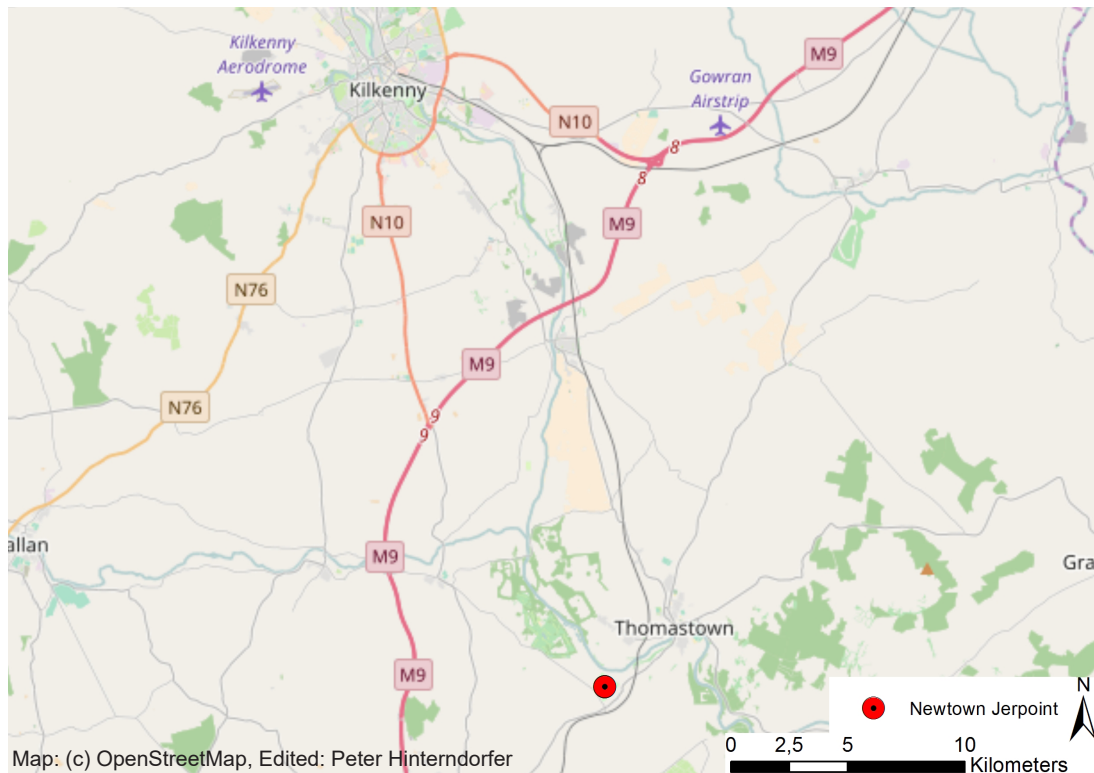 Kilkenny
Aerodrome
Kilkenny
M9
Gowran
Airstrip
N10
8
8
N10
M9
N76
M9
N76
9
9
allan
M9
Gra
Thomastown
M9
N
Newtown Jerpoint
0 2,5 5 10
Kilometers
Map: (c) OpenStreetMap, Edited: Peter Hinterndorfer